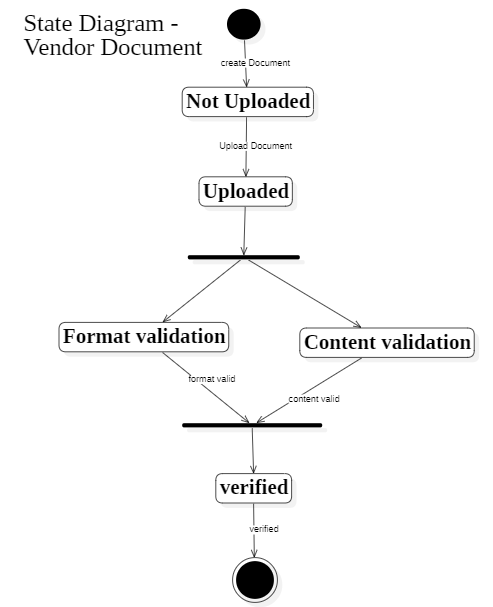 State Diagram -
Vendor Document
create Document
Not Uploaded
Upload Document
Uploaded
Format validation
Content validation
format valid
content valid
verified
verified